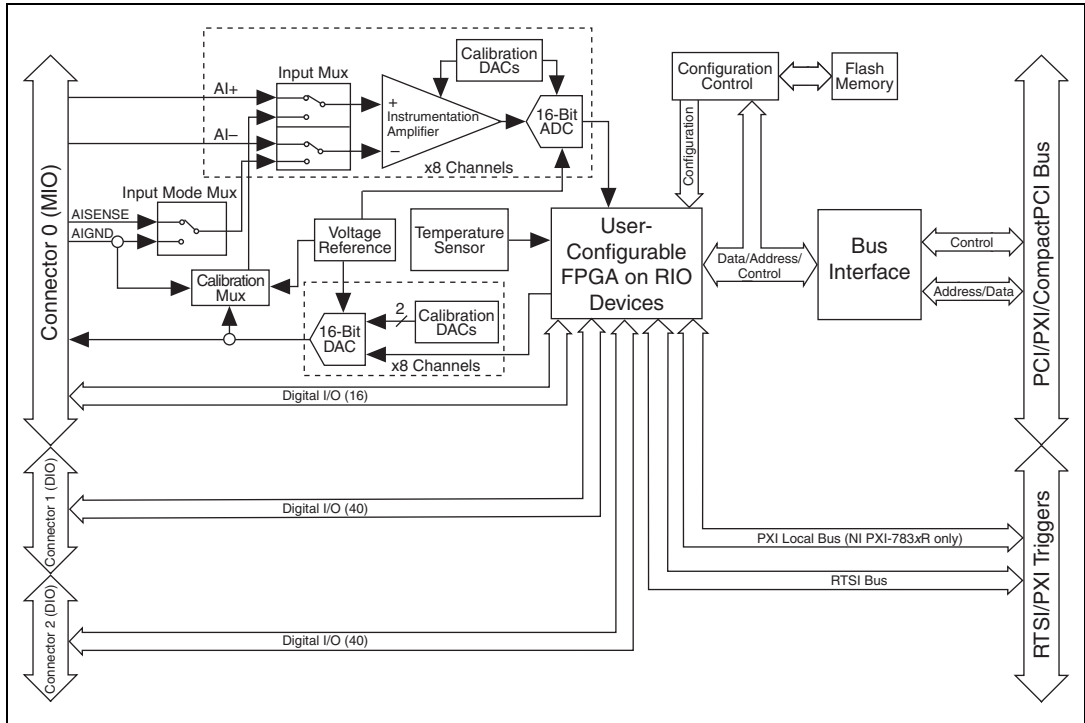 Calibration
DACs
Input Mux
AI+
AI–
+
Instrumentation
Amplifier
–
16-Bit
ADC
x8 Channels
Configuration
Control
Flash
Memory
Configuration
Connector 0 (MIO)
Input Mode Mux
AISENSE
AIGND
Voltage
Reference
Temperature
Sensor
User-
Configurable
FPGA on RIO
Devices
Data/Address/
Control
Bus
Interface
Control
Address/Data
PCI/PXI/CompactPCI Bus
Calibration
Mux
16-Bit
DAC
2
Calibration
DACs
x8 Channels
Digital I/O (16)
Connector 1 (DIO)
Digital I/O (40)
PXI Local Bus (NI PXI-783xR only)
RTSI Bus
RTSI/PXI Triggers
Connector 2 (DIO)
Digital I/O (40)